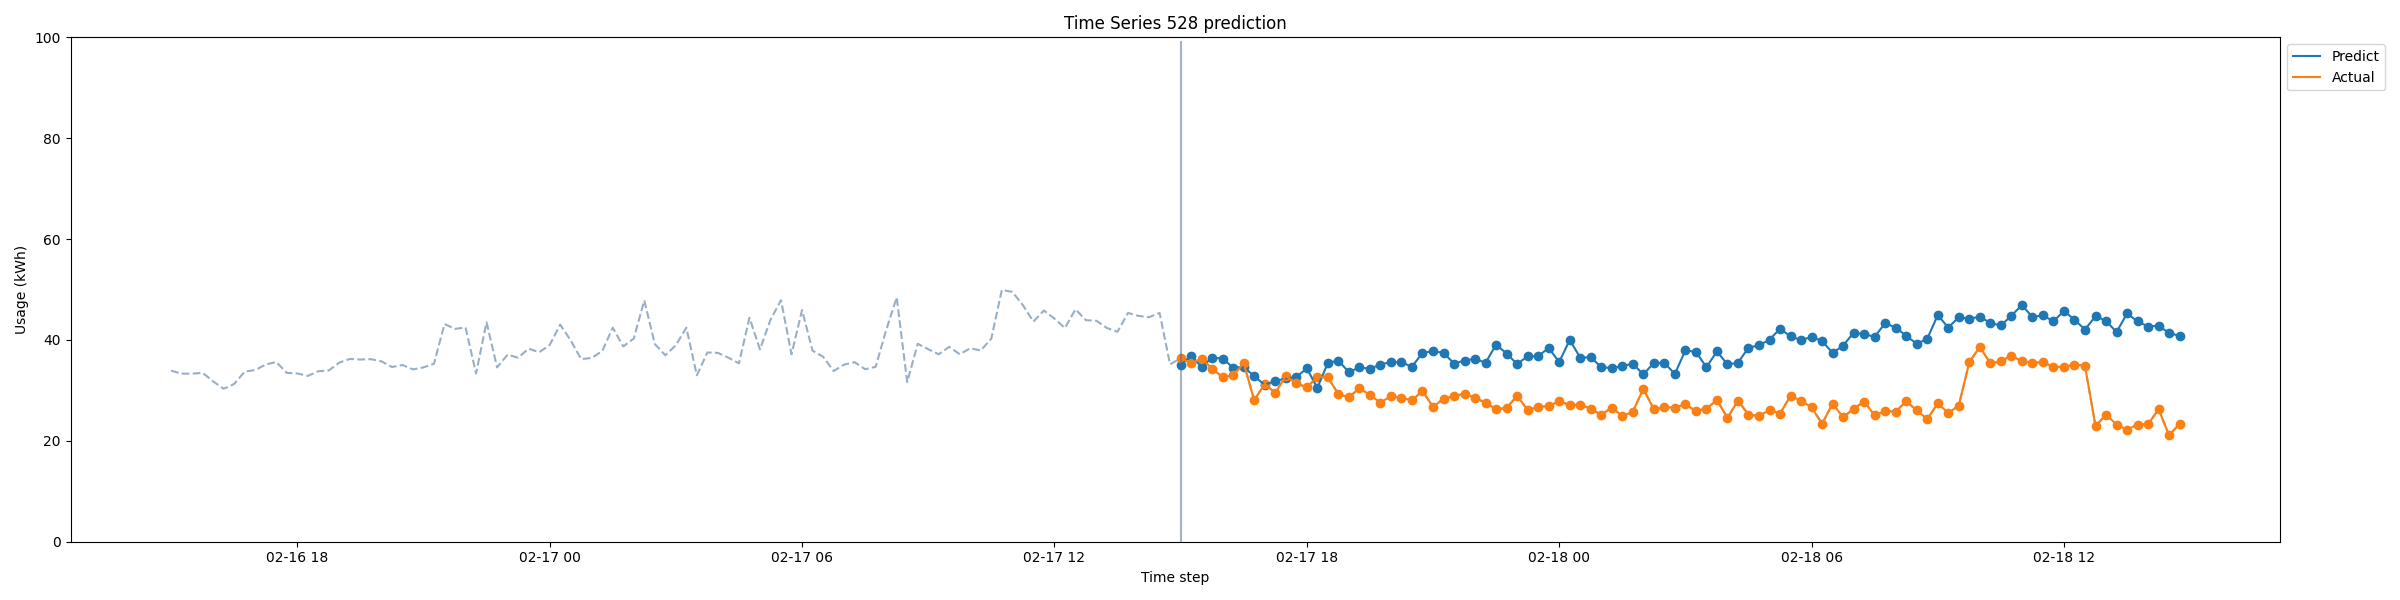 Time Series 528 prediction
100
80
60
40
20
0
Usage (kWh)
02-16 18
02-17 00
02-17 06
02-17 12
02-17 18
02-18 00
02-18 06
02-18 12
Time step
Predict
Actual